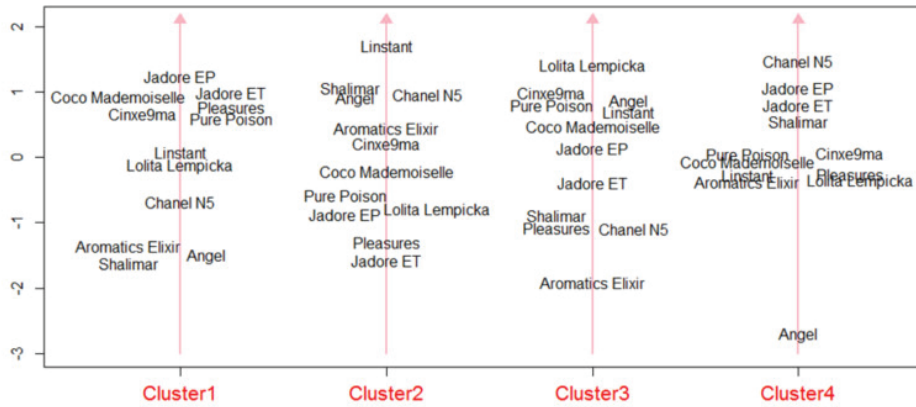 2
1
0
-1
-2
-3
Jadore EP
Coco Mademoiselle
Jadore ET
Cinxe9ma
Pleasures
Pure Poison
Linstant
Lolita Lempicka
Chanel N5
Aromatics Elixir
Angel
Shalimar
Linstant
Shalimar
Angel
Chanel N5
Aromatics Elixir
Cinxe9ma
Coco Mademoiselle
Pure Poison
Jadore EP
Lolita Lempicka
Pleasures
Jadore ET
Lolita Lempicka
Cinxe9ma
Angel
Pure Poison
Linstant
Coco Mademoiselle
Jadore EP
Jadore ET
Shalimar
Pleasures
Chanel N5
Aromatics Elixir
Chanel N5
Jadore EP
Jadore ET
Shalimar
Pure Poison
Cinxe9ma
Coco Mademoiselle
Linstant
Pleasures
Aromatics Elixir
Lolita Lempicka
Angel
Cluster1
Cluster2
Cluster3
Cluster4